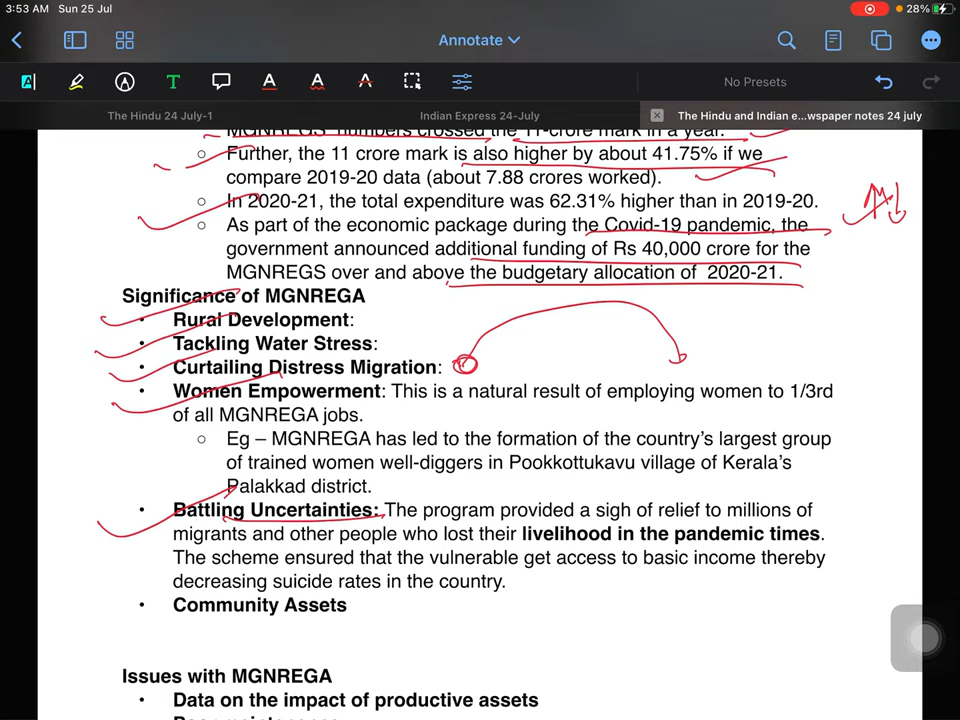 3:53 AM Sun 25 Jul
28%
Annotate
T
A
A
A
No Presets
The Hindu 24 July-1
Indian Express 24-July
The Hindu and Indian e...wspaper notes 24 july
MGNREGS numbers crossed the 11-crore mark in a year.
○ Further, the 11 crore mark is also higher by about 41.75% if we
compare 2019-20 data (about 7.88 crores worked).
○ In 2020-21, the total expenditure was 62.31% higher than in 2019-20.
○ As part of the economic package during the Covid-19 pandemic, the
government announced additional funding of Rs 40,000 crore for the
MGNREGS over and above the budgetary allocation of 2020-21.
Significance of MGNREGA
• Rural Development:
• Tackling Water Stress:
• Curtailing Distress Migration:
• Women Empowerment: This is a natural result of employing women to 1/3rd
of all MGNREGA jobs.
○ Eg – MGNREGA has led to the formation of the country's largest group
of trained women well-diggers in Pookkottukavu village of Kerala's
Palakkad district.
• Battling Uncertainties: The program provided a sigh of relief to millions of
migrants and other people who lost their livelihood in the pandemic times.
The scheme ensured that the vulnerable get access to basic income thereby
decreasing suicide rates in the country.
• Community Assets
Issues with MGNREGA
• Data on the impact of productive assets